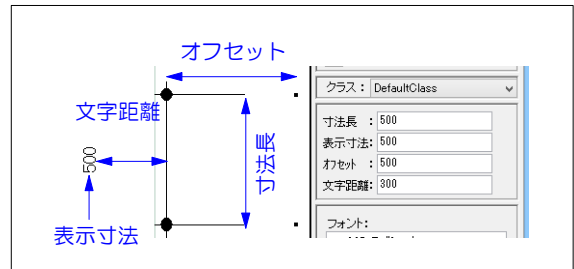 オフセット
文字距離
寸法長
500
表示寸法
クラス: DefaultClass
寸法長 : 500
表示寸法: 500
オフセット : 500
文字距離: 300
フォント: